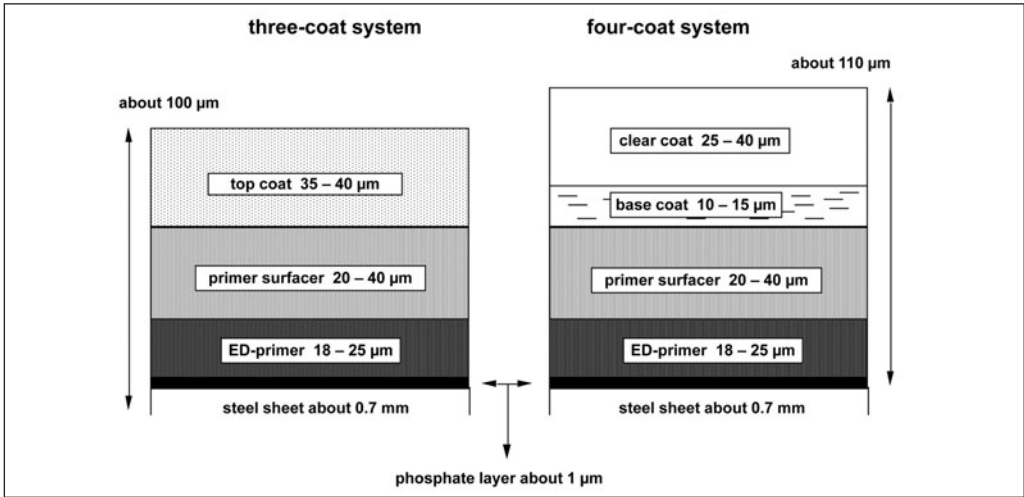 three-coat system
four-coat system
about 100 µm
about 110 µm
top coat 35 – 40 µm
clear coat 25 – 40 µm
base coat 10 – 15 µm
primer surfacer 20 – 40 µm
primer surfacer 20 – 40 µm
ED-primer 18 – 25 µm
ED-primer 18 – 25 µm
steel sheet about 0.7 mm
steel sheet about 0.7 mm
phosphate layer about 1 µm